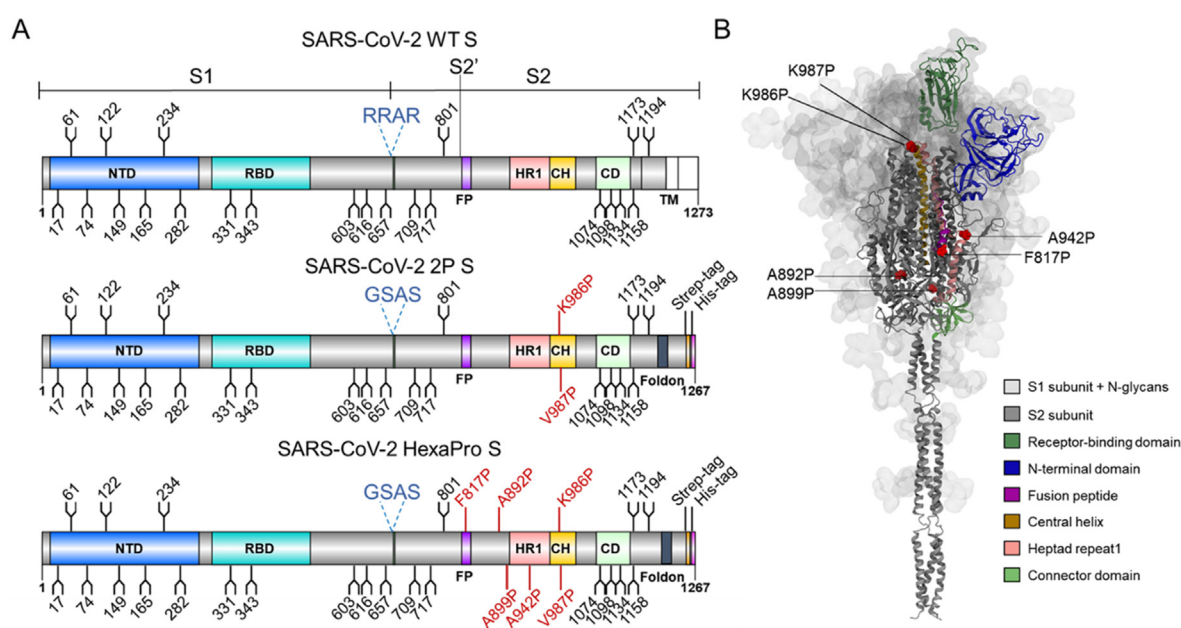 A
SARS-CoV-2 WT S
S1
S2'
S2
61
122
234
RRAR
801
1173
1194
NTD
RBD
HR1
CH
CD
FP
TM
1
1273
17
74
149
165
282
331
343
603
616
657
709
717
1074
1098
1134
1158
SARS-CoV-2 2P S
61
122
234
GSAS
801
K986P
1173
1194
Strep-tag
His-tag
NTD
RBD
HR1
CH
CD
FP
Foldon
1
1267
17
74
149
165
282
331
343
603
616
657
709
717
V987P
1074
1098
1134
1158
SARS-CoV-2 HexaPro S
61
122
234
GSAS
801
F817P
A892P
K986P
1173
1194
Strep-tag
His-tag
NTD
RBD
HR1
CH
CD
FP
Foldon
1
1267
17
74
149
165
282
331
343
603
616
657
709
717
A899P
A942P
V987P
1074
1098
1134
1158
B
K987P
K986P
A942P
F817P
A892P
A899P
S1 subunit + N-glycans
S2 subunit
Receptor-binding domain
N-terminal domain
Fusion peptide
Central helix
Heptad repeat1
Connector domain